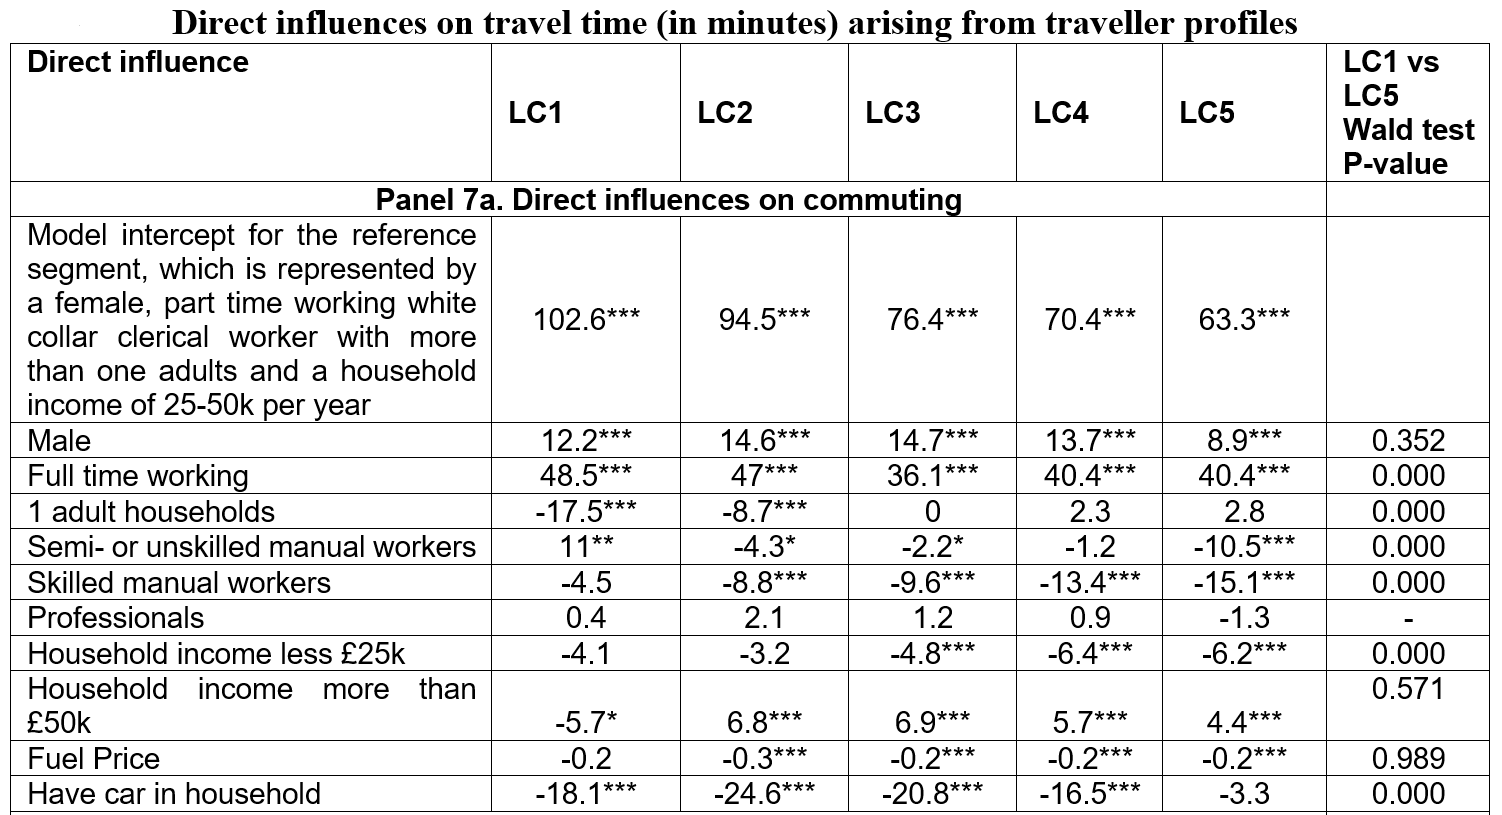 Direct influences on travel time (in minutes) arising from traveller profiles
Direct influence LC1 LC2 LC3 LC4 LC5 LC1 vs
LC5
Wald test
P-value
Panel 7a. Direct influences on commuting
Model intercept for the reference
segment, which is represented by
a female, part time working white
collar clerical worker with more
than one adults and a household
income of 25-50k per year
102.6*** 94.5*** 76.4*** 70.4*** 63.3***
Male 12.2*** 14.6*** 14.7*** 13.7*** 8.9*** 0.352
Full time working 48.5*** 47*** 36.1*** 40.4*** 40.4*** 0.000
1 adult households -17.5*** -8.7*** 0 2.3 2.8 0.000
Semi- or unskilled manual workers 11** -4.3* -2.2* -1.2 -10.5*** 0.000
Skilled manual workers -4.5 -8.8*** -9.6*** -13.4*** -15.1*** 0.000
Professionals 0.4 2.1 1.2 0.9 -1.3 -
Household income less £25k -4.1 -3.2 -4.8*** -6.4*** -6.2*** 0.000
Household income more than 0.571
£50k -5.7* 6.8*** 6.9*** 5.7*** 4.4***
Fuel Price -0.2 -0.3*** -0.2*** -0.2*** -0.2*** 0.989
Have car in household -18.1*** -24.6*** -20.8*** -16.5*** -3.3 0.000